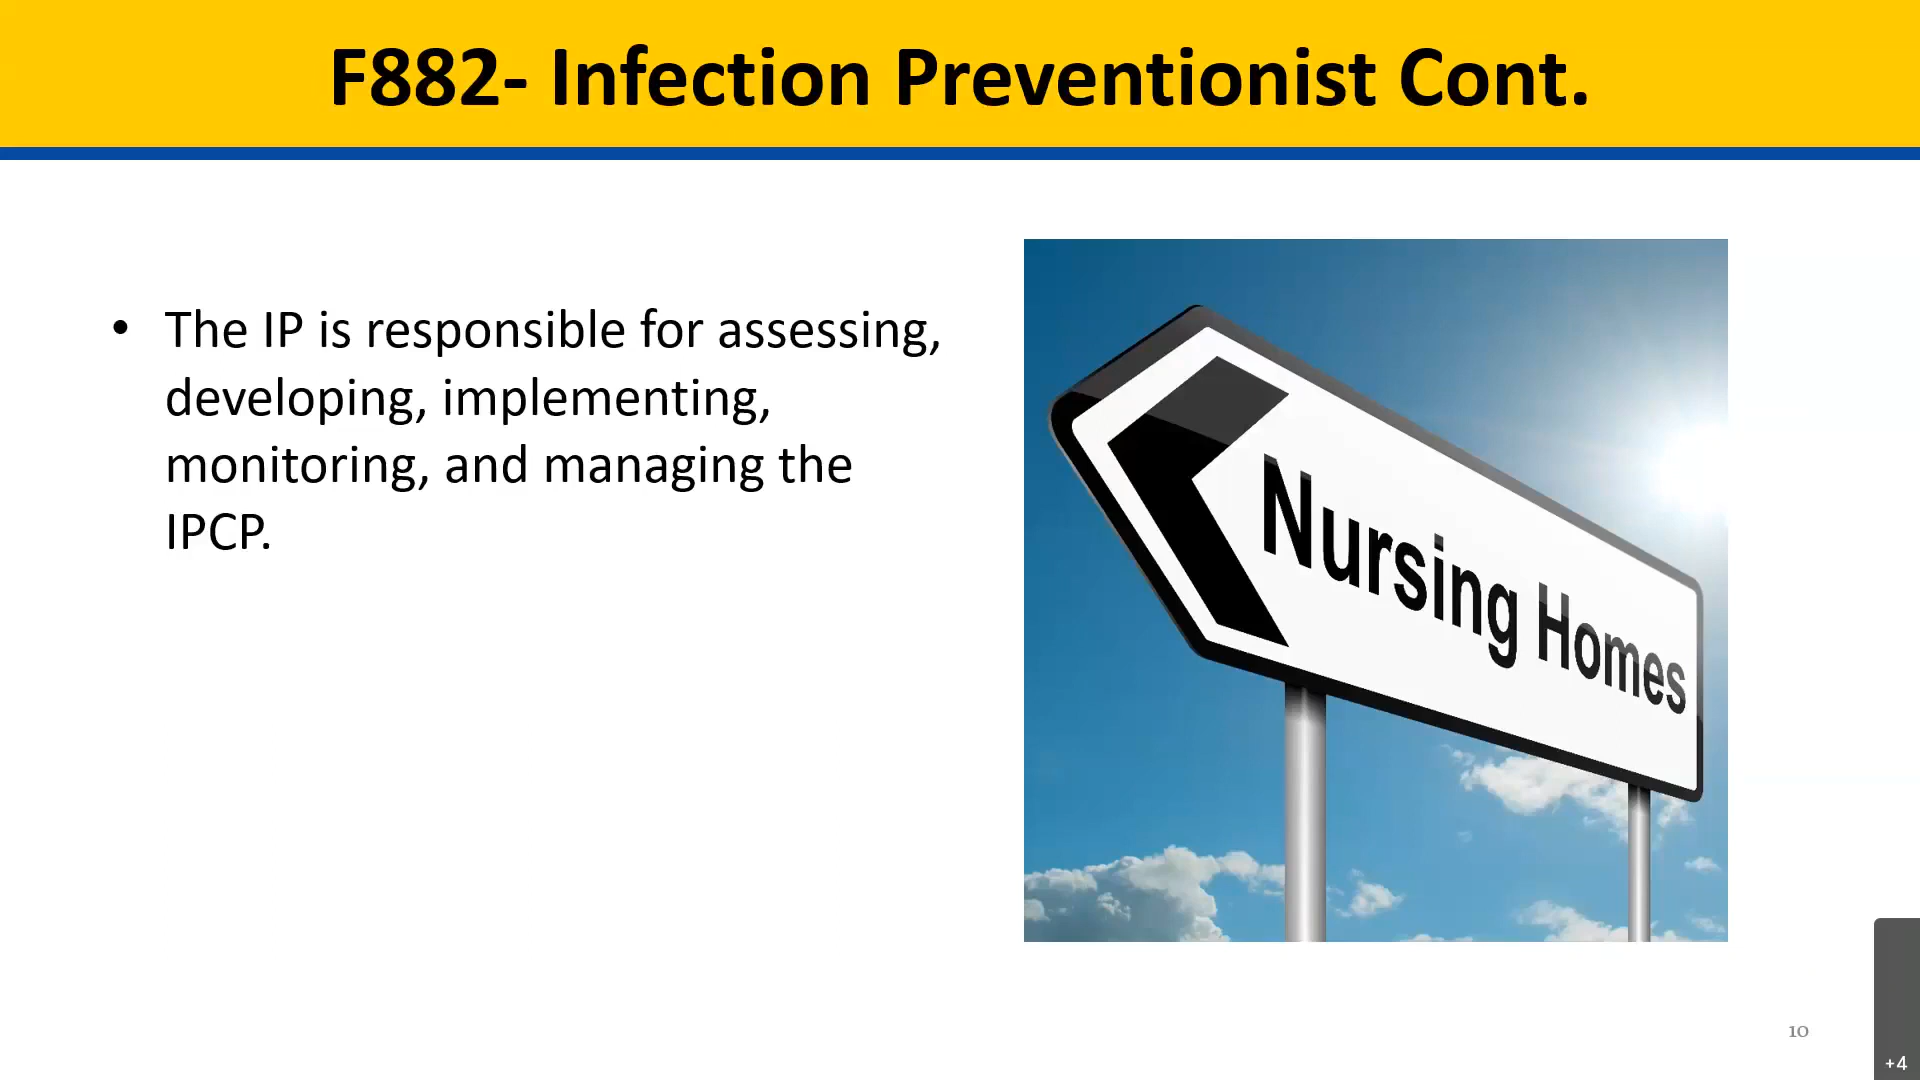 F882- Infection Preventionist Cont.
• The IP is responsible for assessing,
developing, implementing,
monitoring, and managing the
IPCP.
Nursing Homes
10
+4